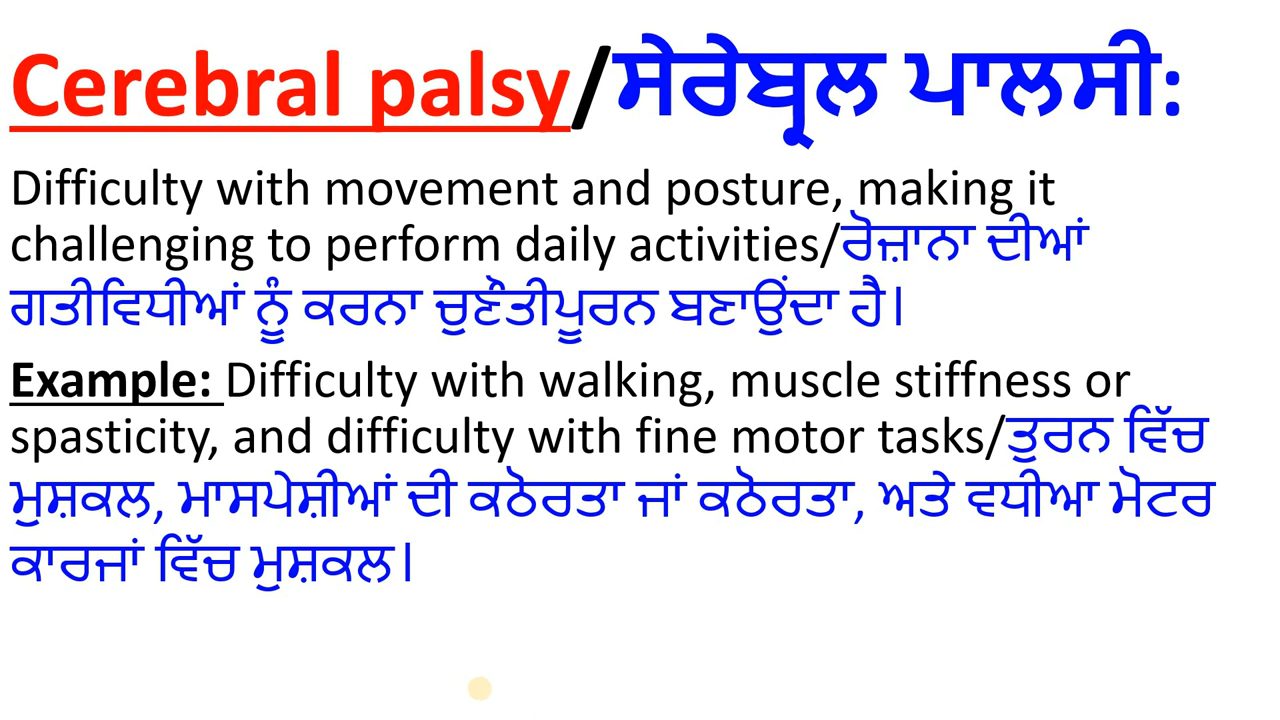 Cerebral palsy/ਸੇਰੇਬ੍ਰਲ ਪਾਲਸੀ:
Difficulty with movement and posture, making it
challenging to perform daily activities/ਰੋਜ਼ਾਨਾ ਦੀਆਂ
ਗਤੀਵਿਧੀਆਂ ਨੂੰ ਕਰਨਾ ਚੁਣੌਤੀਪੂਰਨ ਬਣਾਉਂਦਾ ਹੈ।
Example: Difficulty with walking, muscle stiffness or
spasticity, and difficulty with fine motor tasks/ਤੁਰਨ ਵਿੱਚ
ਮੁਸ਼ਕਲ, ਮਾਸਪੇਸ਼ੀਆਂ ਦੀ ਕਠੋਰਤਾ ਜਾਂ ਕਠੋਰਤਾ, ਅਤੇ ਵਧੀਆ ਮੋਟਰ
ਕਾਰਜਾਂ ਵਿੱਚ ਮੁਸ਼ਕਲ।